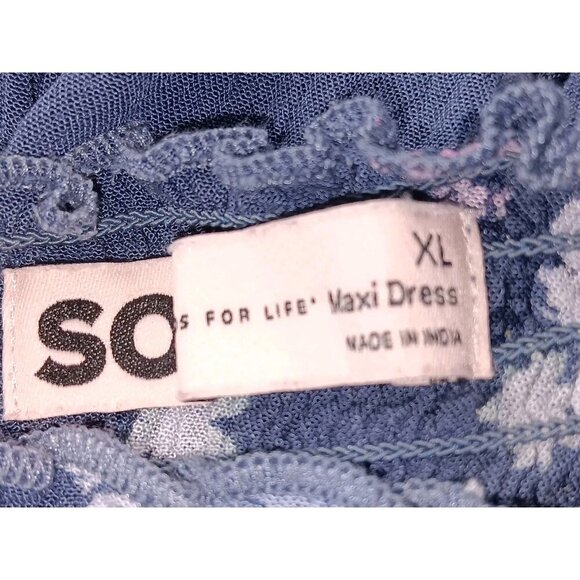 SO
XL
S FOR LIFE® Maxi Dress
MADE IN INDIA